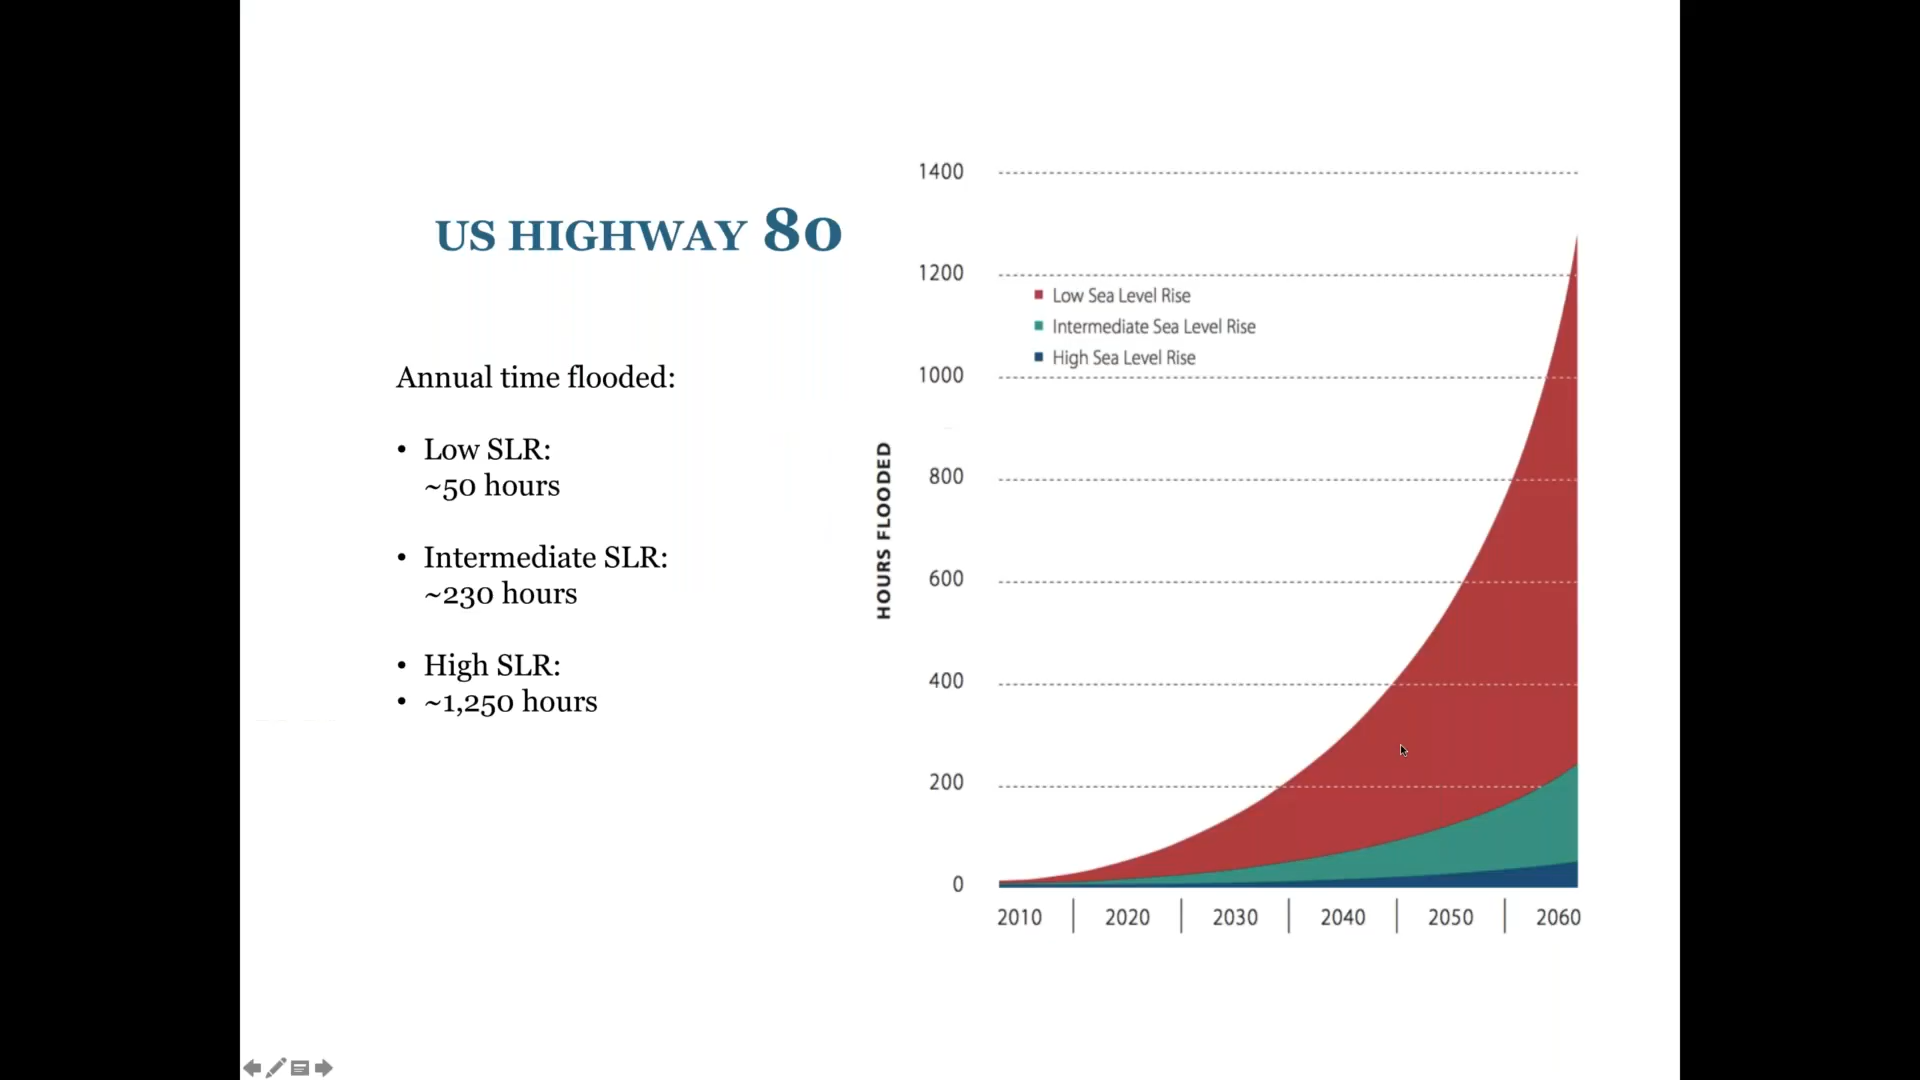 US HIGHWAY 80
Annual time flooded:
• Low SLR:
~50 hours
• Intermediate SLR:
~230 hours
• High SLR:
• ~1,250 hours
HOURS FLOODED
1400
1200
1000
800
600
400
200
0
Low Sea Level Rise
Intermediate Sea Level Rise
High Sea Level Rise
2010 | 2020 | 2030 | 2040 | 2050 | 2060